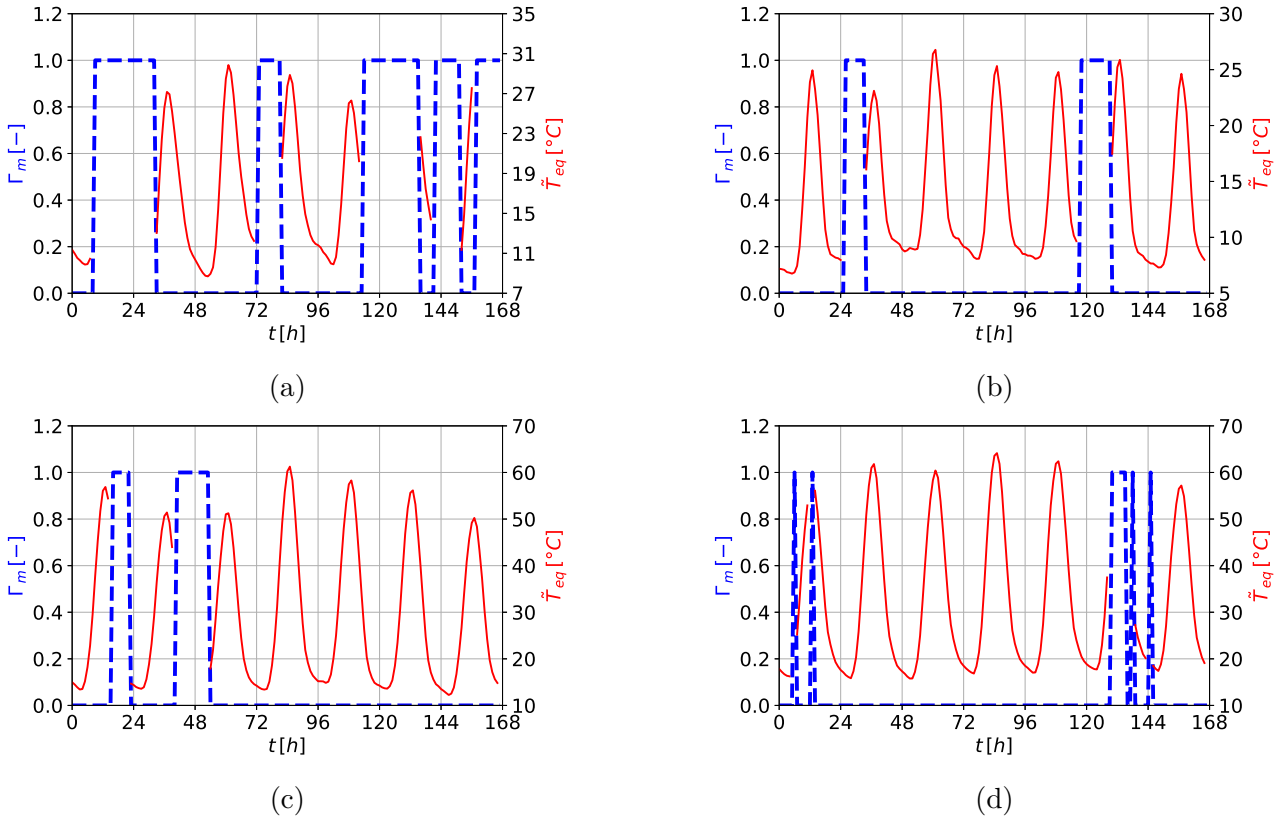 1.2 1.0 0.8 0.6 0.4 0.2 0.0
Γm [−]
35 31 27 23 19 15 11 7
T̃eq [°C]
0 24 48 72 96 120 144 168
t [h]
(a)
1.2 1.0 0.8 0.6 0.4 0.2 0.0
Γm [−]
30 25 20 15 10 5
T̃eq [°C]
0 24 48 72 96 120 144 168
t [h]
(b)
1.2 1.0 0.8 0.6 0.4 0.2 0.0
Γm [−]
70 60 50 40 30 20 10
T̃eq [°C]
0 24 48 72 96 120 144 168
t [h]
(c)
1.2 1.0 0.8 0.6 0.4 0.2 0.0
Γm [−]
70 60 50 40 30 20 10
T̃eq [°C]
0 24 48 72 96 120 144 168
t [h]
(d)